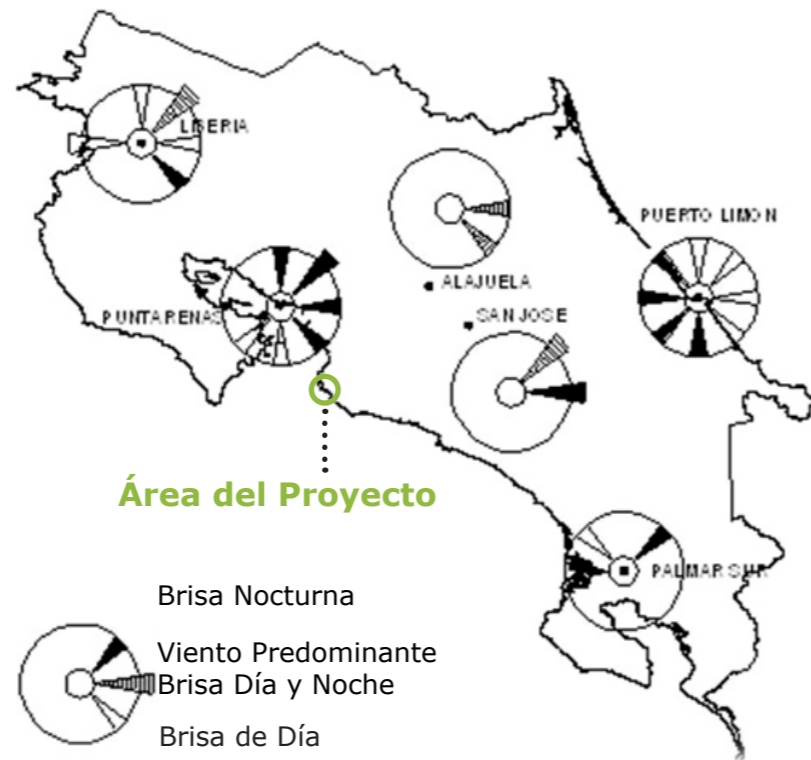 LIBERIA
PUERTO LIMON
ALAJUELA
PUNTARENAS
SAN JOSE
Área del Proyecto
PALMAR SUR
Brisa Nocturna
Viento Predominante
Brisa Día y Noche
Brisa de Día